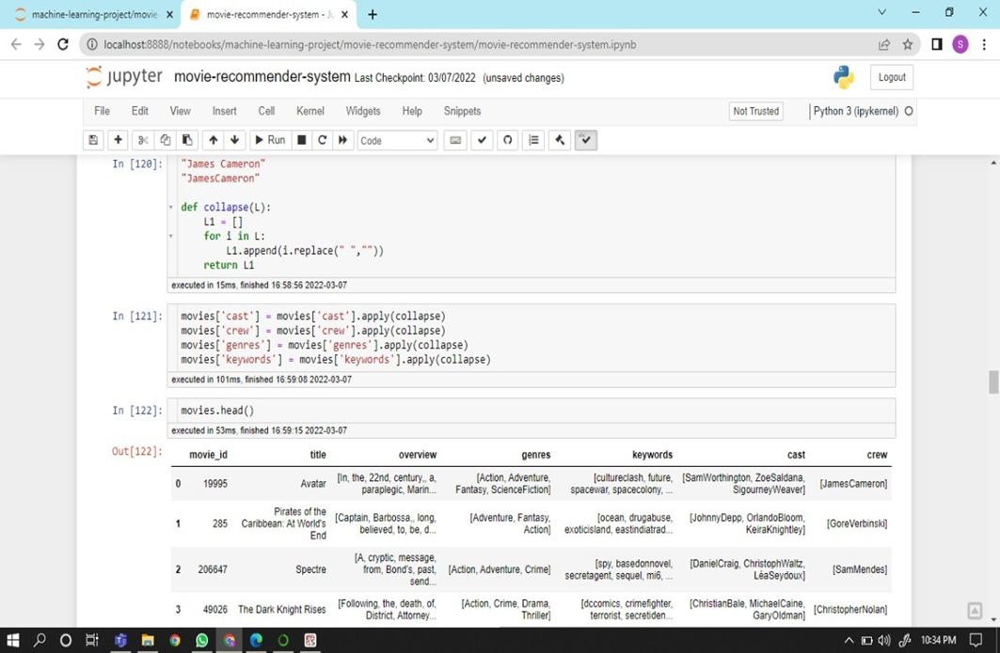 machine-learning-project/movie
movie-recommender-system - Ju
localhost:8888/notebooks/machine-learning-project/movie-recommender-system/movie-recommender-system.ipynb
S
jupyter movie-recommender-system Last Checkpoint: 03/07/2022 (unsaved changes)
Logout
File Edit View Insert Cell Kernel Widgets Help Snippets
Not Trusted Python 3 (ipykernel)
Run Code
In [120]: "James Cameron"
"JamesCameron"
def collapse(L):
L1 = []
for i in L:
L1.append(i.replace(" ",""))
return L1
executed in 15ms, finished 16:58:56 2022-03-07
In [121]: movies['cast'] = movies['cast'].apply(collapse)
movies['crew'] = movies['crew'].apply(collapse)
movies['genres'] = movies['genres'].apply(collapse)
movies['keywords'] = movies['keywords'].apply(collapse)
executed in 101ms, finished 16:59:08 2022-03-07
In [122]: movies.head()
executed in 53ms, finished 16:59:15 2022-03-07
Out[122]:
movie_id title overview genres keywords cast crew
0 19995 Avatar [In, the, 22nd, century,, a, paraplegic, Marin... [Action, Adventure, Fantasy, ScienceFiction] [cultureclash, future, spacewar, spacecolony, ... [SamWorthington, ZoeSaldana, SigourneyWeaver] [JamesCameron]
1 285 Pirates of the Caribbean: At World's End [Captain, Barbossa,, long, believed, to, be, d... [Adventure, Fantasy, Action] [ocean, drugabuse, exoticisland, eastindiatrad... [JohnnyDepp, OrlandoBloom, KeiraKnightley] [GoreVerbinski]
2 206647 Spectre [A, cryptic, message, from, Bond's, past, send... [Action, Adventure, Crime] [spy, basedonnovel, secretagent, sequel, mi6, ... [DanielCraig, ChristophWaltz, LéaSeydoux] [SamMendes]
3 49026 The Dark Knight Rises [Following, the, death, of, District, Attorney... [Action, Crime, Drama, Thriller] [dccomics, crimefighter, terrorist, secretiden... [ChristianBale, MichaelCaine, GaryOldman] [ChristopherNolan]
10:34 PM